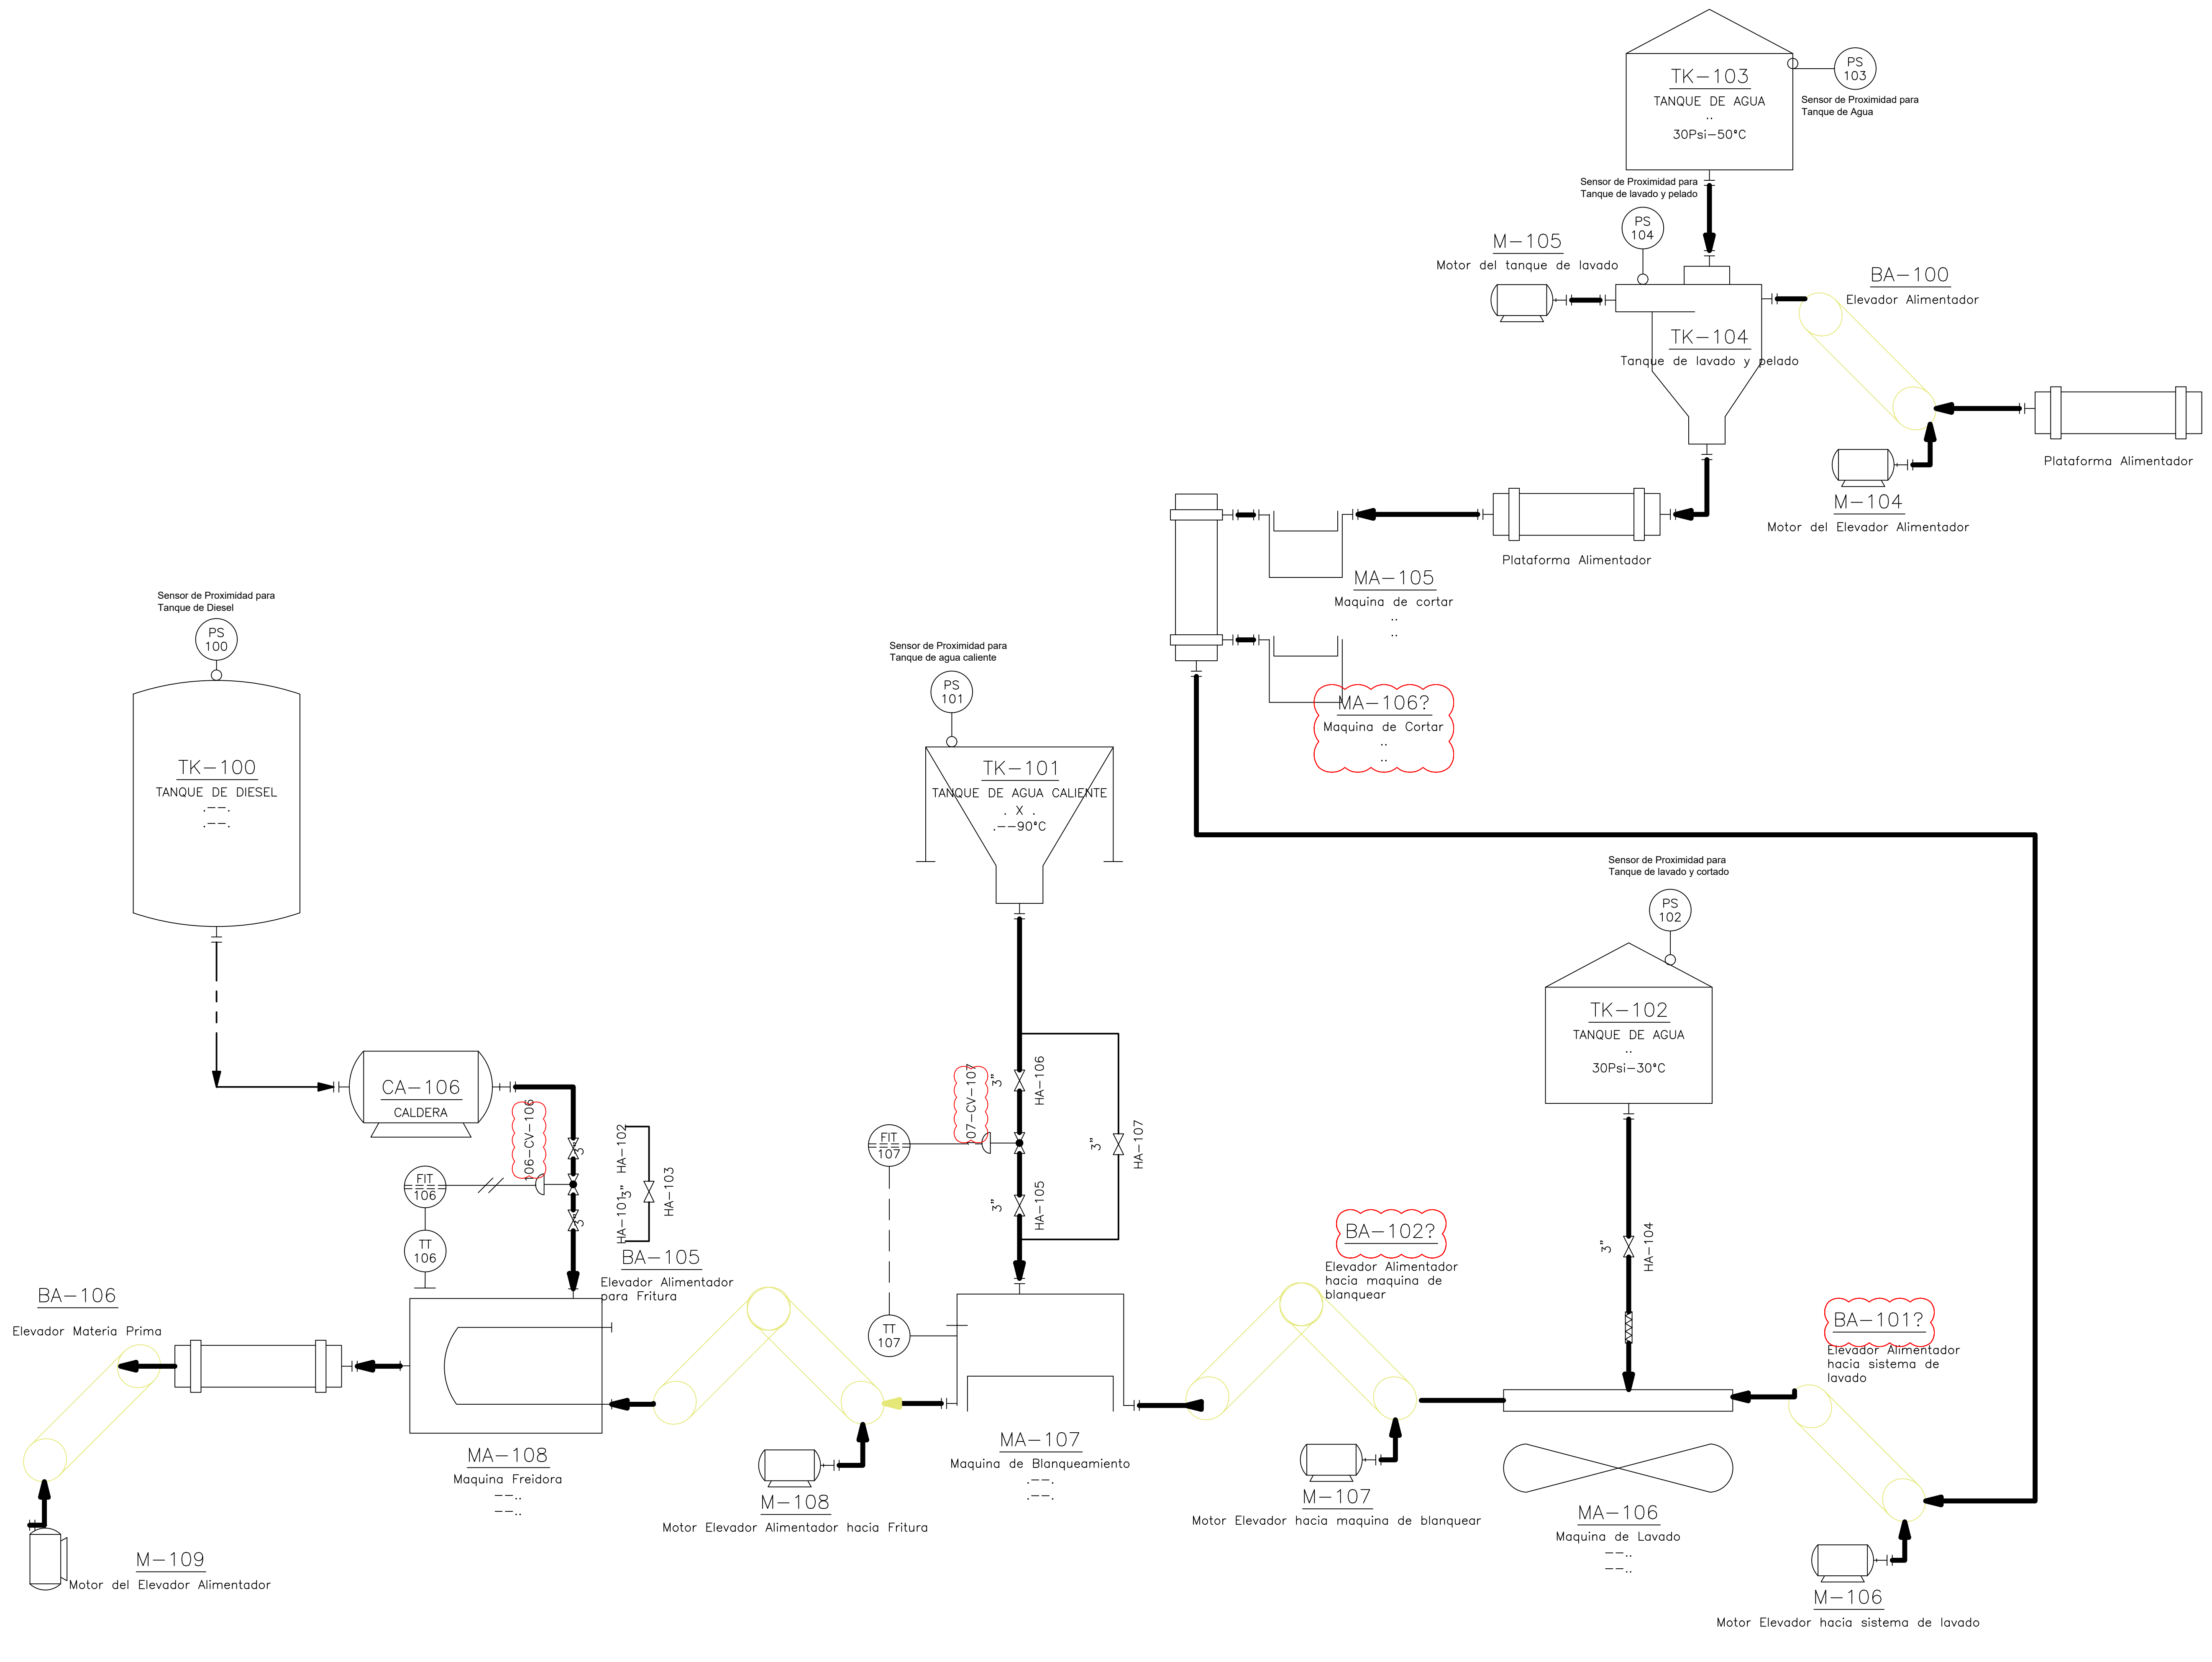 TK-103
TANQUE DE AGUA
..
30Psi-50°C
PS
103
Sensor de Proximidad para
Tanque de Agua
Sensor de Proximidad para
Tanque de lavado y pelado
PS
104
M-105
Motor del tanque de lavado
BA-100
Elevador Alimentador
TK-104
Tanque de lavado y pelado
Plataforma Alimentador
M-104
Motor del Elevador Alimentador
Plataforma Alimentador
MA-105
Maquina de cortar
..
..
MA-106?
Maquina de Cortar
..
..
Sensor de Proximidad para
Tanque de Diesel
PS
100
TK-100
TANQUE DE DIESEL
.--.
.--.
Sensor de Proximidad para
Tanque de agua caliente
PS
101
TK-101
TANQUE DE AGUA CALIENTE
. X .
.--90°C
Sensor de Proximidad para
Tanque de lavado y cortado
PS
102
TK-102
TANQUE DE AGUA
..
30Psi-30°C
CA-106
CALDERA
106-CV-106
3"
3"
HA-102
3"
HA-101
HA-103
FIT
106
TT
106
107-CV-107
3"
HA-106
3"
HA-107
FIT
107
3"
HA-105
TT
107
3"
HA-104
BA-105
Elevador Alimentador
para Fritura
BA-106
Elevador Materia Prima
BA-102?
Elevador Alimentador
hacia maquina de
blanquear
BA-101?
Elevador Alimentador
hacia sistema de
lavado
MA-108
Maquina Freidora
--..
--..
MA-107
Maquina de Blanqueamiento
.--.
.--.
M-108
Motor Elevador Alimentador hacia Fritura
M-107
Motor Elevador hacia maquina de blanquear
MA-106
Maquina de Lavado
--..
--..
M-109
Motor del Elevador Alimentador
M-106
Motor Elevador hacia sistema de lavado